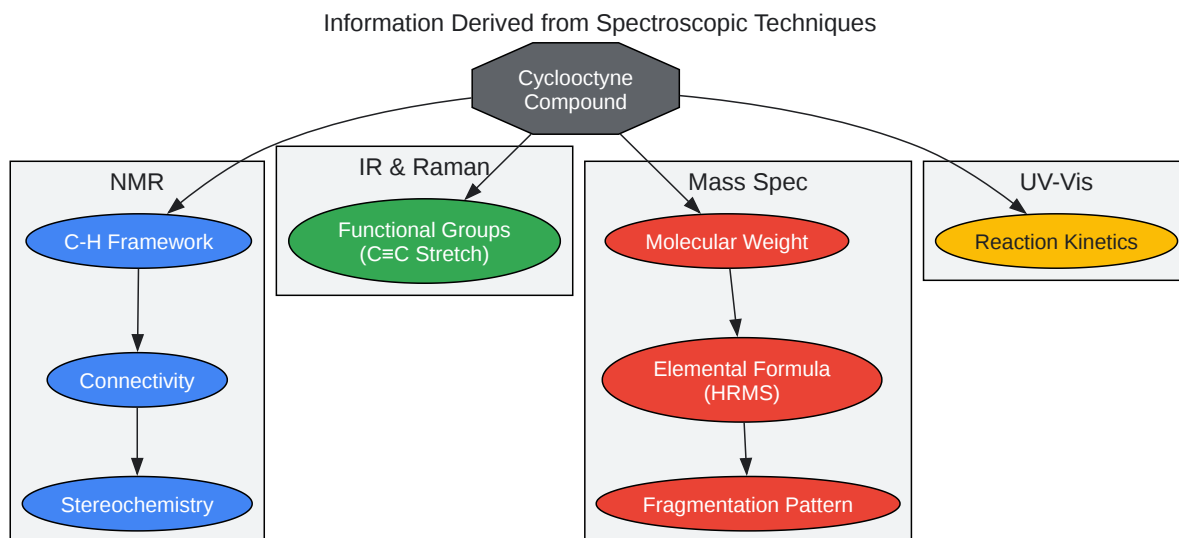 Information Derived from Spectroscopic Techniques
Cyclooctyne
Compound
NMR
C-H Framework
Connectivity
Stereochemistry
IR & Raman
Functional Groups
(C≡C Stretch)
Mass Spec
Molecular Weight
Elemental Formula
(HRMS)
Fragmentation Pattern
UV-Vis
Reaction Kinetics